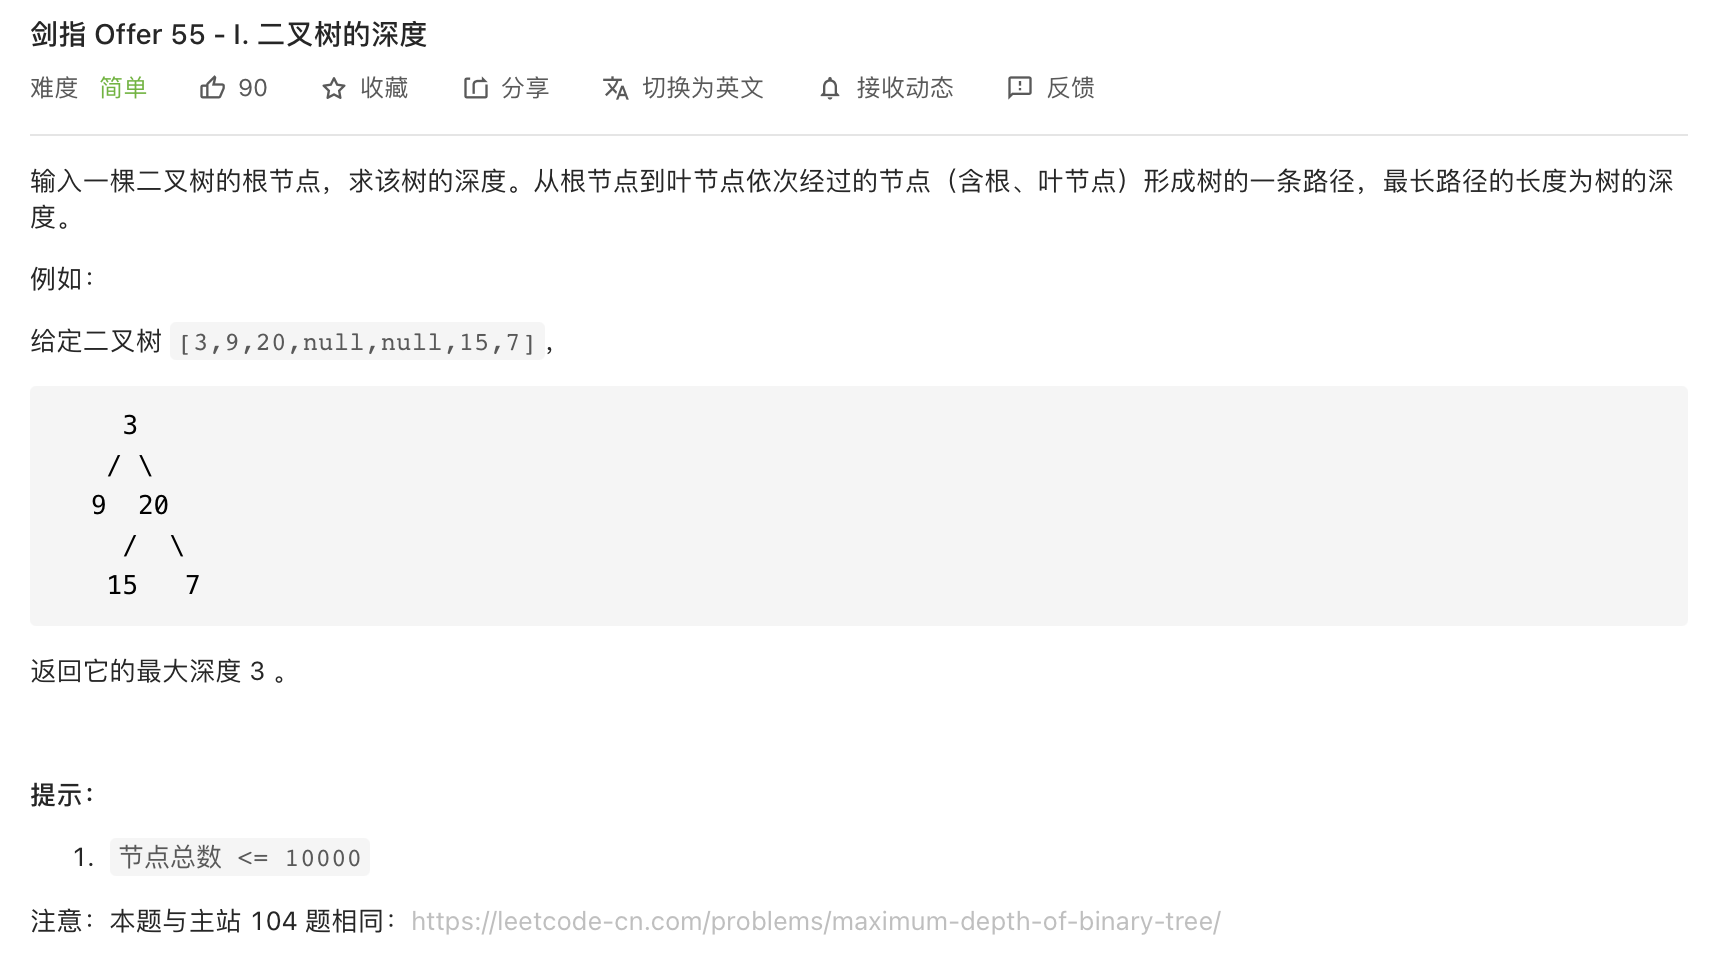 剑指 Offer 55 - I. 二叉树的深度
难度 简单 90 收藏 分享 切换为英文 接收动态 反馈
输入一棵二叉树的根节点，求该树的深度。从根节点到叶节点依次经过的节点（含根、叶节点）形成树的一条路径，最长路径的长度为树的深
度。
例如：
给定二叉树 [3,9,20,null,null,15,7]，
3
/ \
9 20
/ \
15 7
返回它的最大深度 3 。
提示：
1. 节点总数 <= 10000
注意：本题与主站 104 题相同：https://leetcode-cn.com/problems/maximum-depth-of-binary-tree/